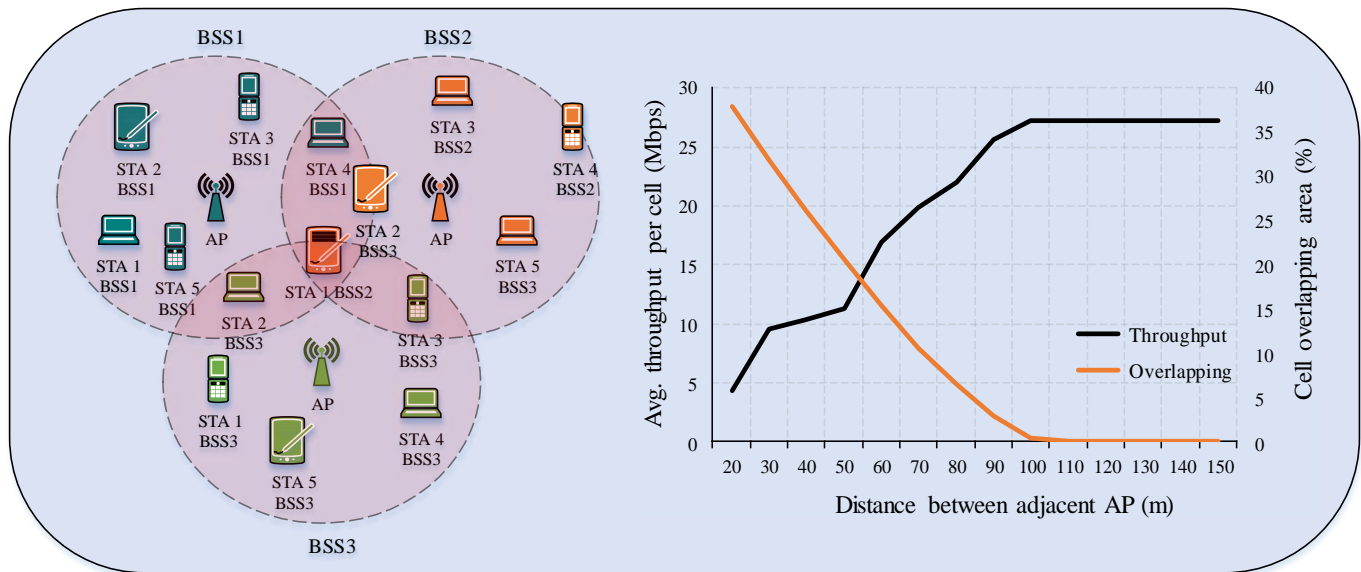 BSS1
BSS2
STA 3
BSS1
STA 2
BSS1
AP
STA 1
BSS1
STA 5
BSS1
STA 4
BSS1
STA 3
BSS2
STA 4
BSS2
STA 2
BSS3
AP
STA 5
BSS3
STA 1 BSS2
STA 2
BSS3
STA 3
BSS3
AP
STA 1
BSS3
STA 4
BSS3
STA 5
BSS3
BSS3
Avg. throughput per cell (Mbps)
30
25
20
15
10
5
0
40
35
30
25
20
15
10
5
0
Cell overlapping area (%)
Throughput
Overlapping
20 30 40 50 60 70 80 90 100 110 120 130 140 150
Distance between adjacent AP (m)